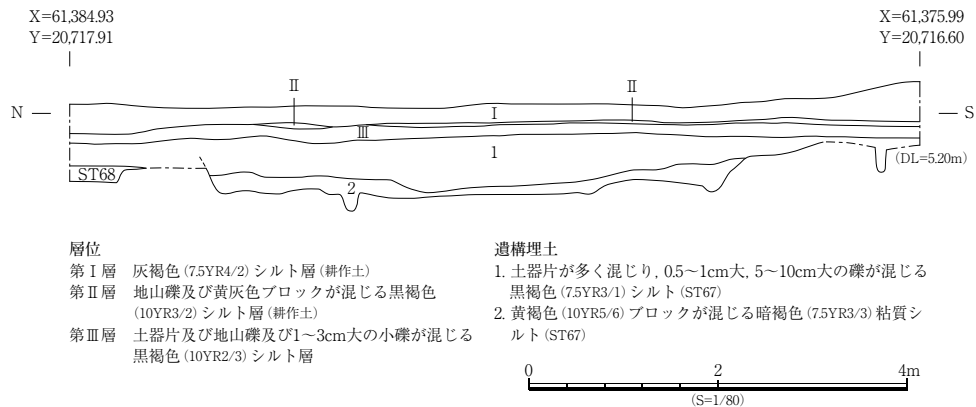 X=61,384.93
Y=20,717.91
X=61,375.99
Y=20,716.60
Ⅱ
Ⅱ
N
Ⅰ
S
Ⅲ
1
(DL=5.20m)
ST68
2
層位
第Ⅰ層 灰褐色(7.5YR4/2)シルト層(耕作土)
第Ⅱ層 地山礫及び黄灰色ブロックが混じる黒褐色
(10YR3/2)シルト層(耕作土)
第Ⅲ層 土器片及び地山礫及び1～3cm大の小礫が混じる
黒褐色(10YR2/3)シルト層
遺構埋土
1. 土器片が多く混じり, 0.5～1cm大, 5～10cm大の礫が混じる
黒褐色(7.5YR3/1)シルト(ST67)
2. 黄褐色(10YR5/6)ブロックが混じる暗褐色(7.5YR3/3)粘質シ
ルト(ST67)
0 2 4m
(S=1/80)